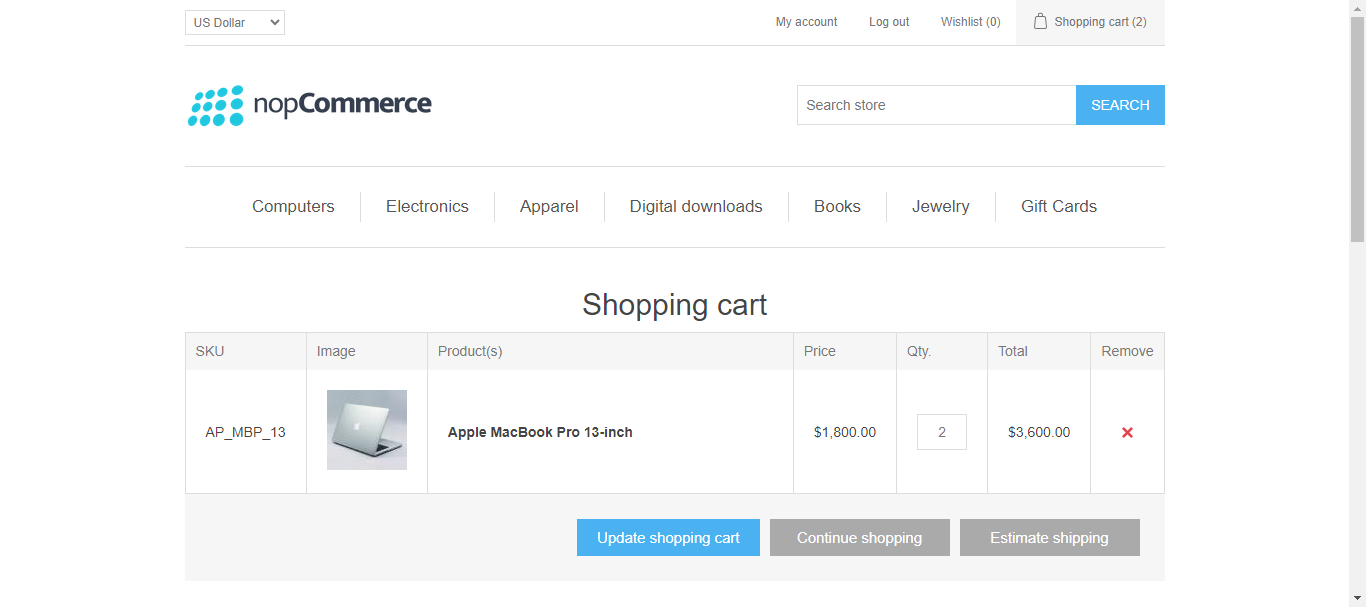 US Dollar
My account
Log out
Wishlist (0)
Shopping cart (2)
nopCommerce
Search store
SEARCH
Computers
Electronics
Apparel
Digital downloads
Books
Jewelry
Gift Cards
Shopping cart
SKU
Image
Product(s)
Price
Qty.
Total
Remove
AP_MBP_13
Apple MacBook Pro 13-inch
$1,800.00
2
$3,600.00
Update shopping cart
Continue shopping
Estimate shipping